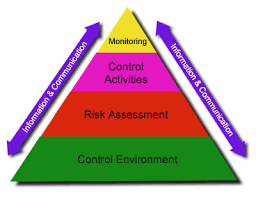 Monitoring
Control
Activities
Risk Assessment
Control Environment
Information & Communication
Information & Communication